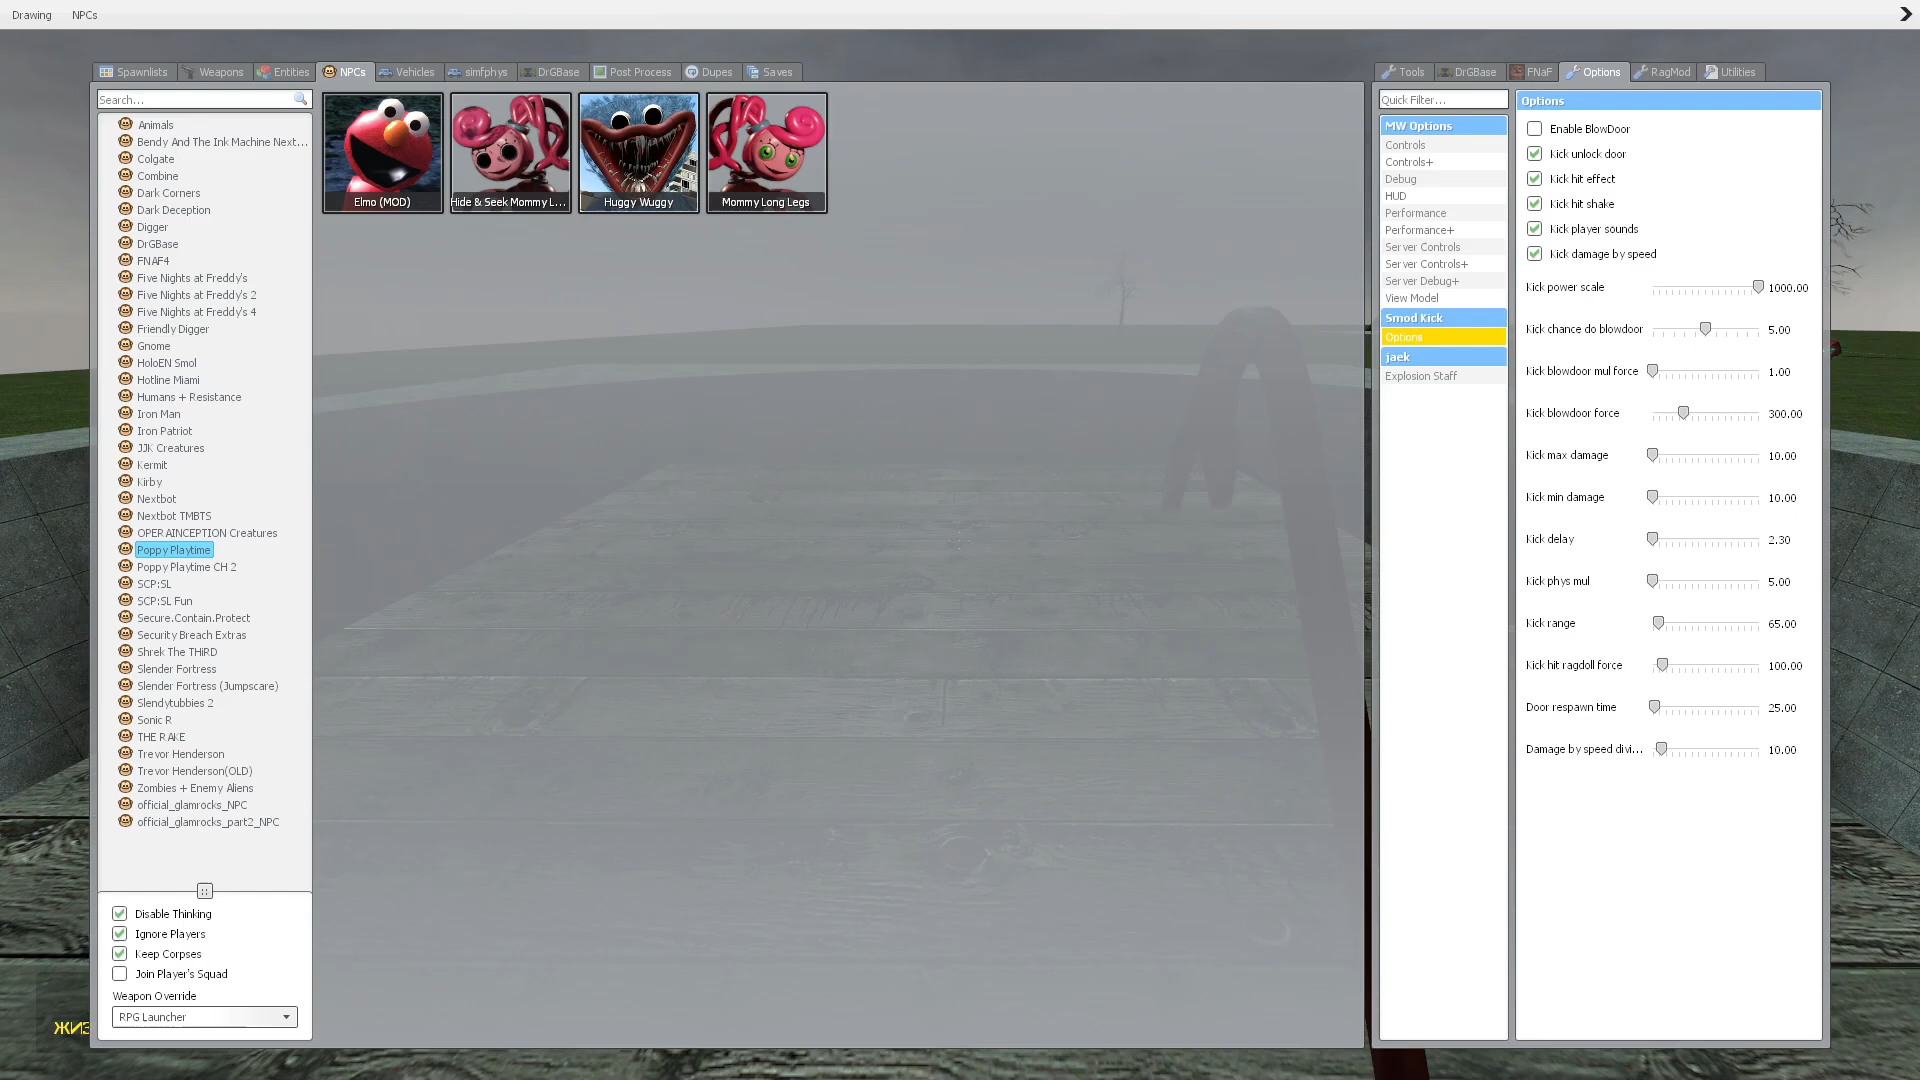 Drawing NPCs
Spawnlists Weapons Entities NPCs Vehicles simfphys DrGBase Post Process Dupes Saves
Search...
Animals
Bendy And The Ink Machine Next...
Colgate
Combine
Dark Corners
Dark Deception
Digger
DrGBase
FNAF4
Five Nights at Freddy's
Five Nights at Freddy's 2
Five Nights at Freddy's 4
Friendly Digger
Gnome
HoloEN Smol
Hotline Miami
Humans + Resistance
Iron Man
Iron Patriot
JJK Creatures
Kermit
Kirby
Nextbot
Nextbot TMBTS
OPERAINCEPTION Creatures
Poppy Playtime
Poppy Playtime CH 2
SCP:SL
SCP:SL Fun
Secure.Contain.Protect
Security Breach Extras
Shrek The THiRD
Slender Fortress
Slender Fortress (Jumpscare)
Slendytubbies 2
Sonic R
THE RAKE
Trevor Henderson
Trevor Henderson(OLD)
Zombies + Enemy Aliens
official_glamrocks_NPC
official_glamrocks_part2_NPC
Disable Thinking
Ignore Players
Keep Corpses
Join Player's Squad
Weapon Override
RPG Launcher
ЖИЗ
Elmo (MOD)
Hide & Seek Mommy L...
Huggy Wuggy
Mommy Long Legs
Tools DrGBase FNaF Options RagMod Utilities
Quick Filter...
MW Options
Controls
Controls+
Debug
HUD
Performance
Performance+
Server Controls
Server Controls+
Server Debug+
View Model
Smod Kick
Options
jaek
Explosion Staff
Options
Enable BlowDoor
Kick unlock door
Kick hit effect
Kick hit shake
Kick player sounds
Kick damage by speed
Kick power scale 1000.00
Kick chance do blowdoor 5.00
Kick blowdoor mul force 1.00
Kick blowdoor force 300.00
Kick max damage 10.00
Kick min damage 10.00
Kick delay 2.30
Kick phys mul 5.00
Kick range 65.00
Kick hit ragdoll force 100.00
Door respawn time 25.00
Damage by speed divi... 10.00